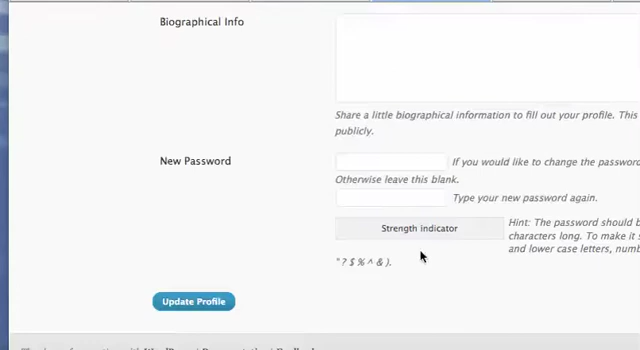 Biographical Info
Share a little biographical information to fill out your profile. This
publicly.
New Password
If you would like to change the password
Otherwise leave this blank.
Type your new password again.
Strength indicator
Hint: The password should b
characters long. To make it s
and lower case letters, numb
" ? $ % ^ & ).
Update Profile